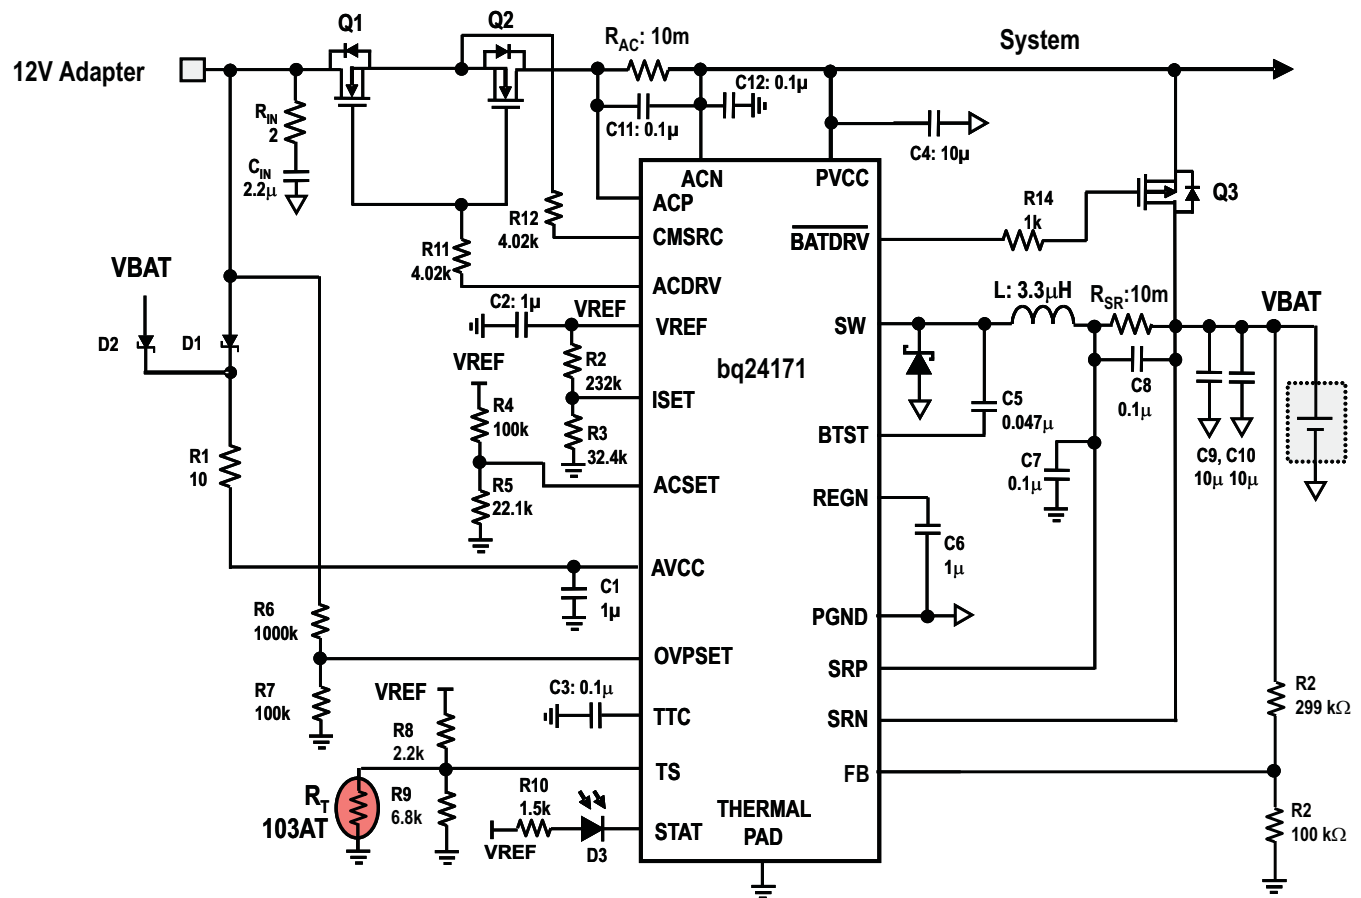 Q1
Q2
R_AC: 10m
System
12V Adapter
R_IN
2
C_IN
2.2μ
C12: 0.1µ
C11: 0.1µ
C4: 10µ
ACN
PVCC
ACP
R12
4.02k
CMSRC
R11
4.02k
ACDRV
BATDRV
R14
1k
Q3
VBAT
D2
D1
C2: 1µ
VREF
VREF
VREF
R4
100k
R2
232k
ISET
R3
32.4k
R5
22.1k
ACSET
bq24171
SW
L: 3.3μH
R_SR:10m
VBAT
C8
0.1μ
C5
0.047μ
BTST
C7
0.1μ
C9, C10
10μ 10μ
R1
10
REGN
C6
1μ
AVCC
C1
1µ
PGND
R6
1000k
OVPSET
SRP
R7
100k
C3: 0.1μ
TTC
SRN
R2
299 kΩ
VREF
R8
2.2k
TS
FB
R_T
103AT
R9
6.8k
R10
1.5k
VREF
D3
STAT
THERMAL
PAD
R2
100 kΩ